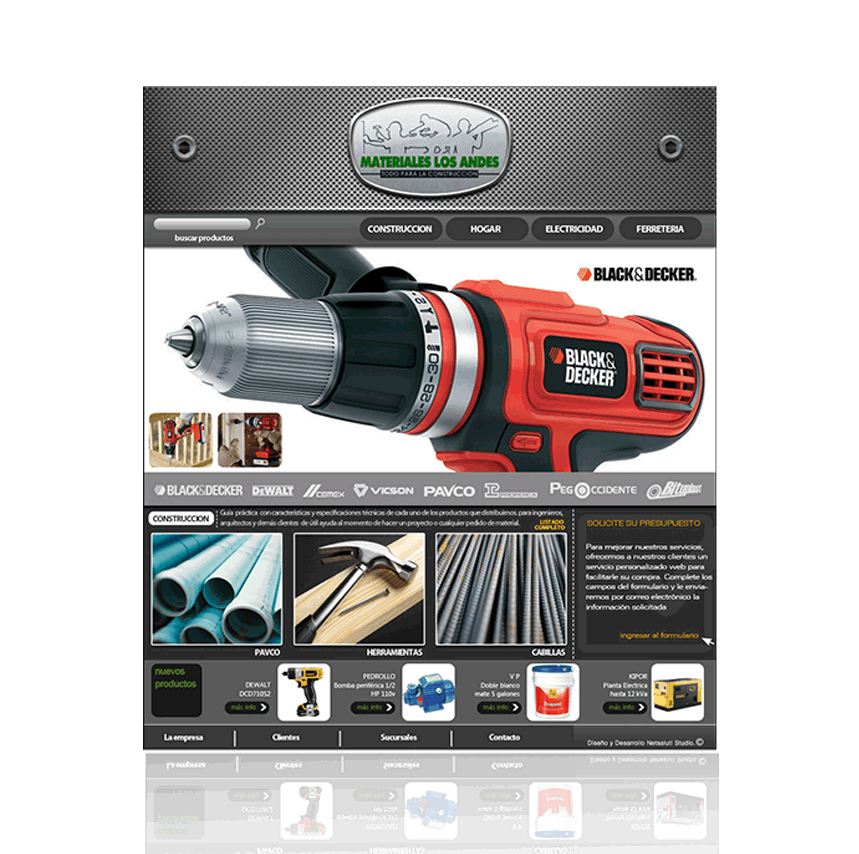 MATERIALES LOS ANDES
TODO PARA LA CONSTRUCCION
buscar productos
CONSTRUCCION
HOGAR
ELECTRICIDAD
FERRETERIA
BLACK&DECKER
BLACK&
DECKER
30
28
26
24
BLACK&DECKER
DEWALT
COMEX
VICSON
PAVCO
PEGOCCIDENTE
Bituplast
CONSTRUCCION
Guía práctica con características y especificaciones técnicas de cada uno de los productos que distribuimos. para ingenieros,
arquitectos y demás clientes de útil ayuda al momento de hacer un proyecto o cualquier pedido de material.
LISTADO
COMPLETO
PAVCO
HERRAMIENTAS
CABILLAS
SOLICITE SU PRESUPUESTO
Para mejorar nuestros servicios,
ofrecemos a nuestros clientes un
servicio personalizado web para
facilitarle su compra. Complete los
campos del formulario y le envia-
remos por correo electrónico la
información solicitada
ingresar al formulario
nuevos
productos
DEWALT
DCD710S2
más info
PEDROLLO
Bomba periférica 1/2
HP 110v
más info
V P
Doble blanco
mate 5 galones
más info
KIPOR
Planta Electrica
hasta 12 kVa
más info
La empresa
Clientes
Sucursales
Contacto
Diseño y Desarrollo Netsaluti Studio. ©